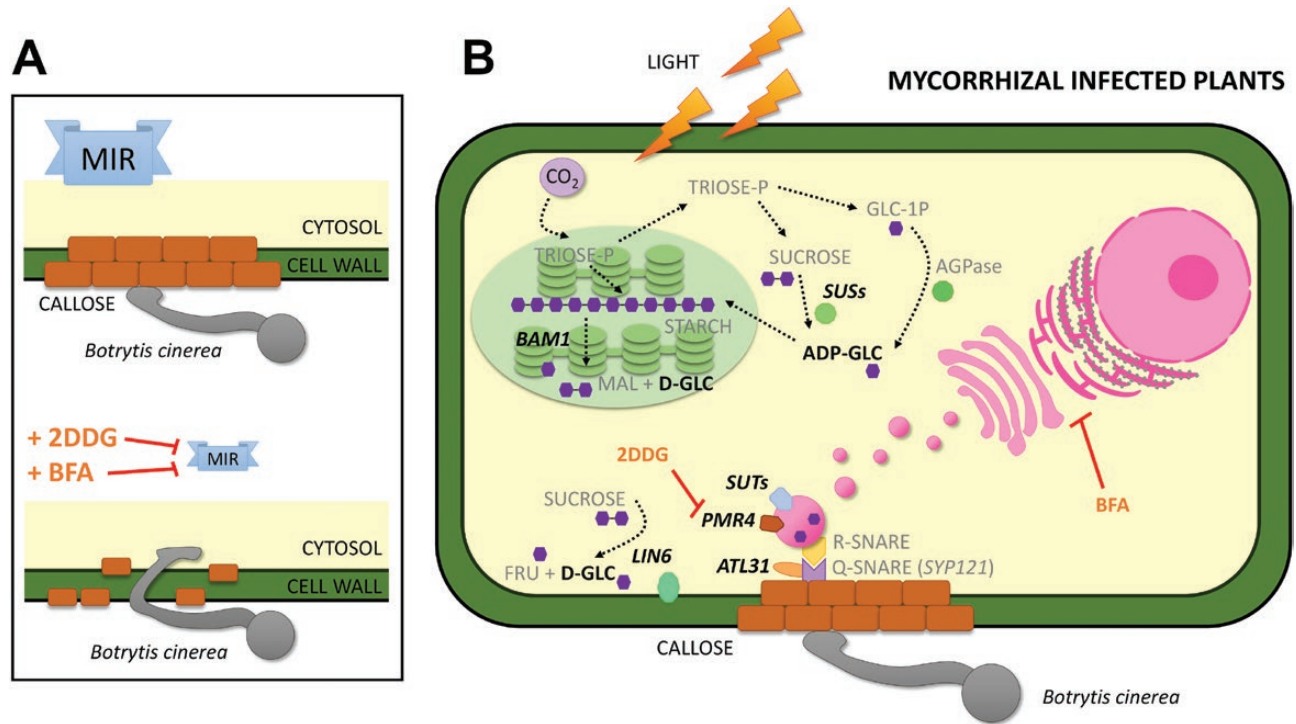 A
MIR
CYTOSOL
CELL WALL
CALLOSE
Botrytis cinerea
+ 2DDG
+ BFA
MIR
CYTOSOL
CELL WALL
Botrytis cinerea
B
LIGHT
MYCORRHIZAL INFECTED PLANTS
CO2
TRIOSE-P
GLC-1P
TRIOSE-P
SUCROSE
AGPase
SUSs
STARCH
BAM1
ADP-GLC
MAL + D-GLC
2DDG
SUTs
BFA
SUCROSE
PMR4
R-SNARE
LIN6
ATL31
Q-SNARE (SYP121)
FRU + D-GLC
CALLOSE
Botrytis cinerea